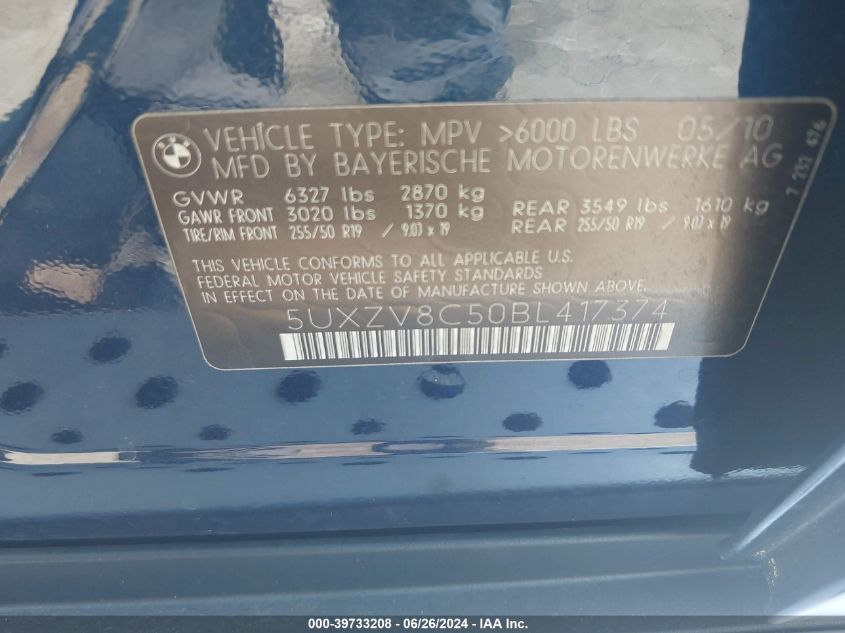 VEHICLE TYPE: MPV >6000 LBS 05/10
MFD BY BAYERISCHE MOTORENWERKE AG
GVWR 6327 lbs 2870 kg
GAWR FRONT 3020 lbs 1370 kg REAR 3549 lbs 1610 kg
TIRE/RIM FRONT 255/50 R19 / 9.0J x 19 REAR 255/50 R19 / 9.0J x 19
THIS VEHICLE CONFORMS TO ALL APPLICABLE U.S.
FEDERAL MOTOR VEHICLE SAFETY STANDARDS
IN EFFECT ON THE DATE OF MANUFACTURE SHOWN ABOVE.
5UXZV8C50BL417374
7 202 474
000-39733208 - 06/26/2024 - IAA Inc.